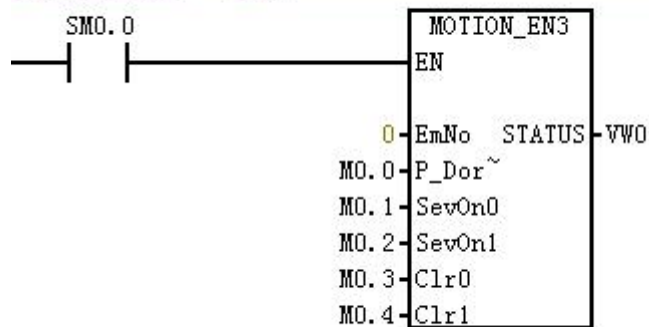 SM0.0
MOTION_EN3
EN
0 EmNo STATUS VW0
M0.0 P_Dor~
M0.1 SevOn0
M0.2 SevOn1
M0.3 Clr0
M0.4 Clr1